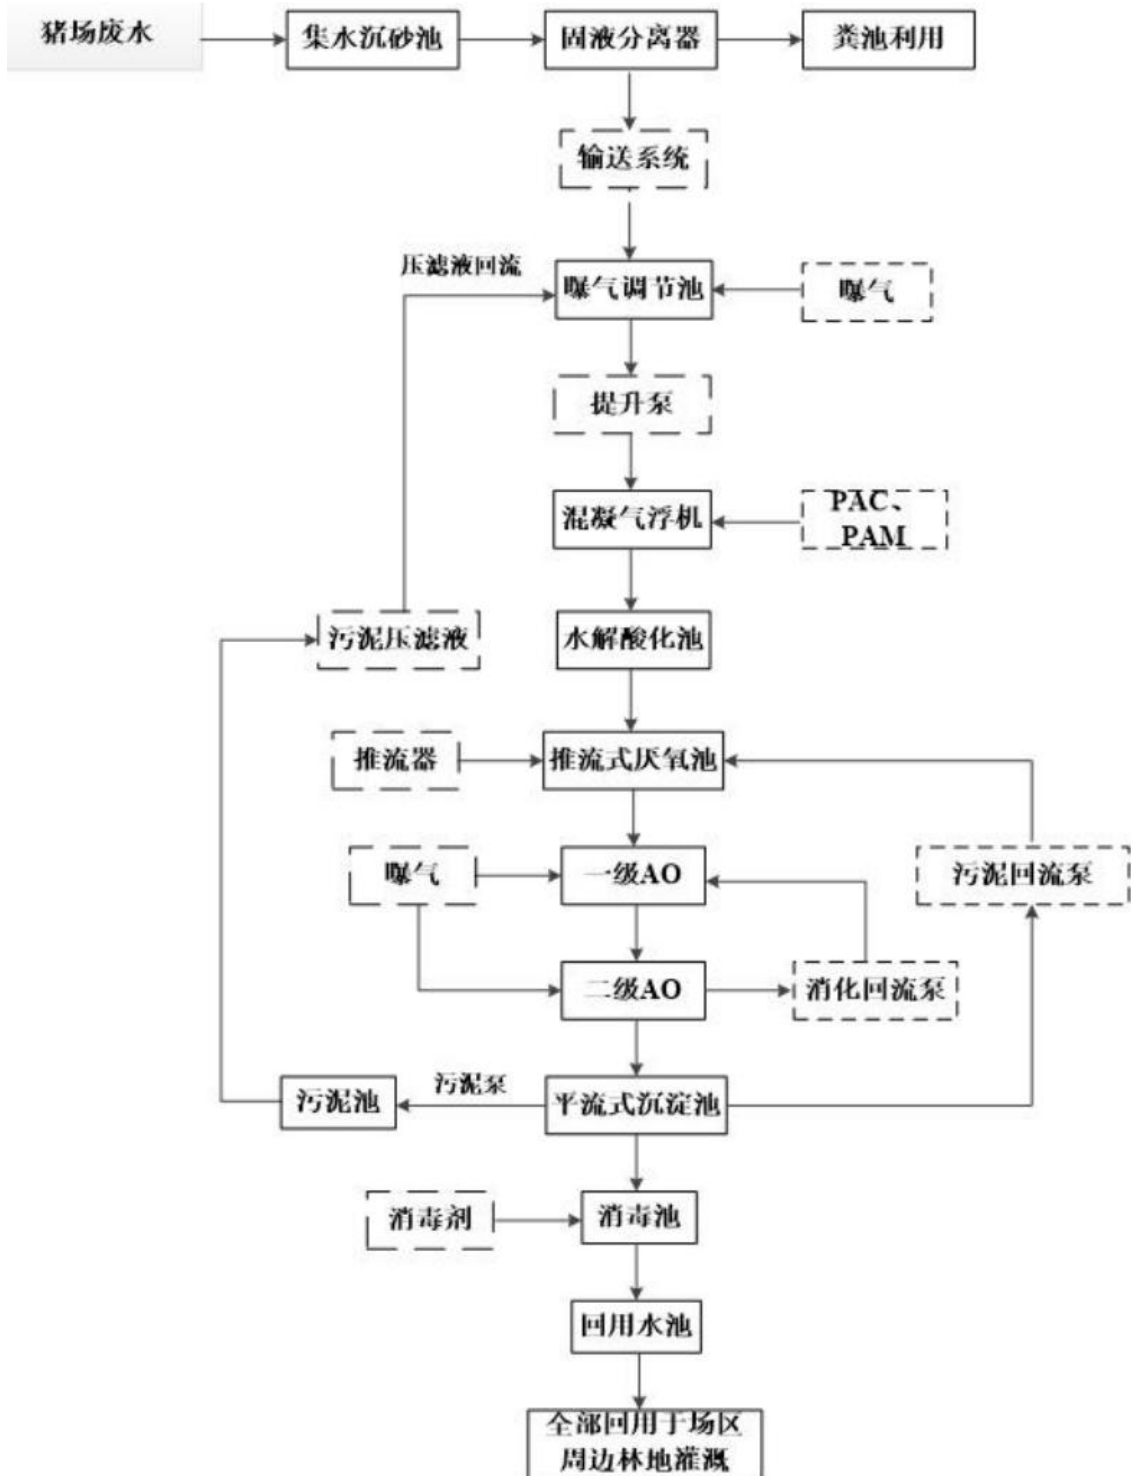 猪场废水
集水沉砂池
固液分离器
粪池利用
输送系统
压滤液回流
曝气调节池
曝气
提升泵
混凝气浮机
PAC、
PAM
污泥压滤液
水解酸化池
推流器
推流式厌氧池
曝气
一级AO
污泥回流泵
二级AO
消化回流泵
污泥池
污泥泵
平流式沉淀池
消毒剂
消毒池
回用水池
全部回用于场区
周边林地灌溉